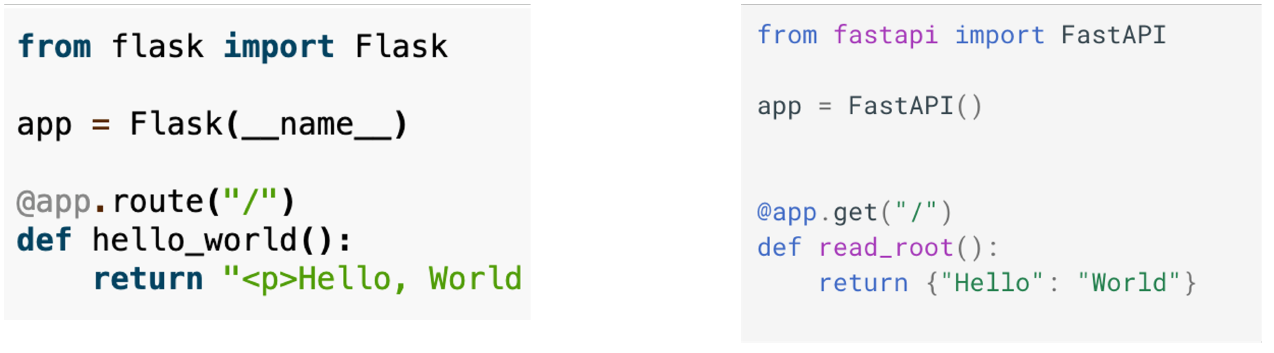 from flask import Flask
app = Flask(__name__)
@app.route("/")
def hello_world():
    return "<p>Hello, World
from fastapi import FastAPI
app = FastAPI()
@app.get("/")
def read_root():
    return {"Hello": "World"}